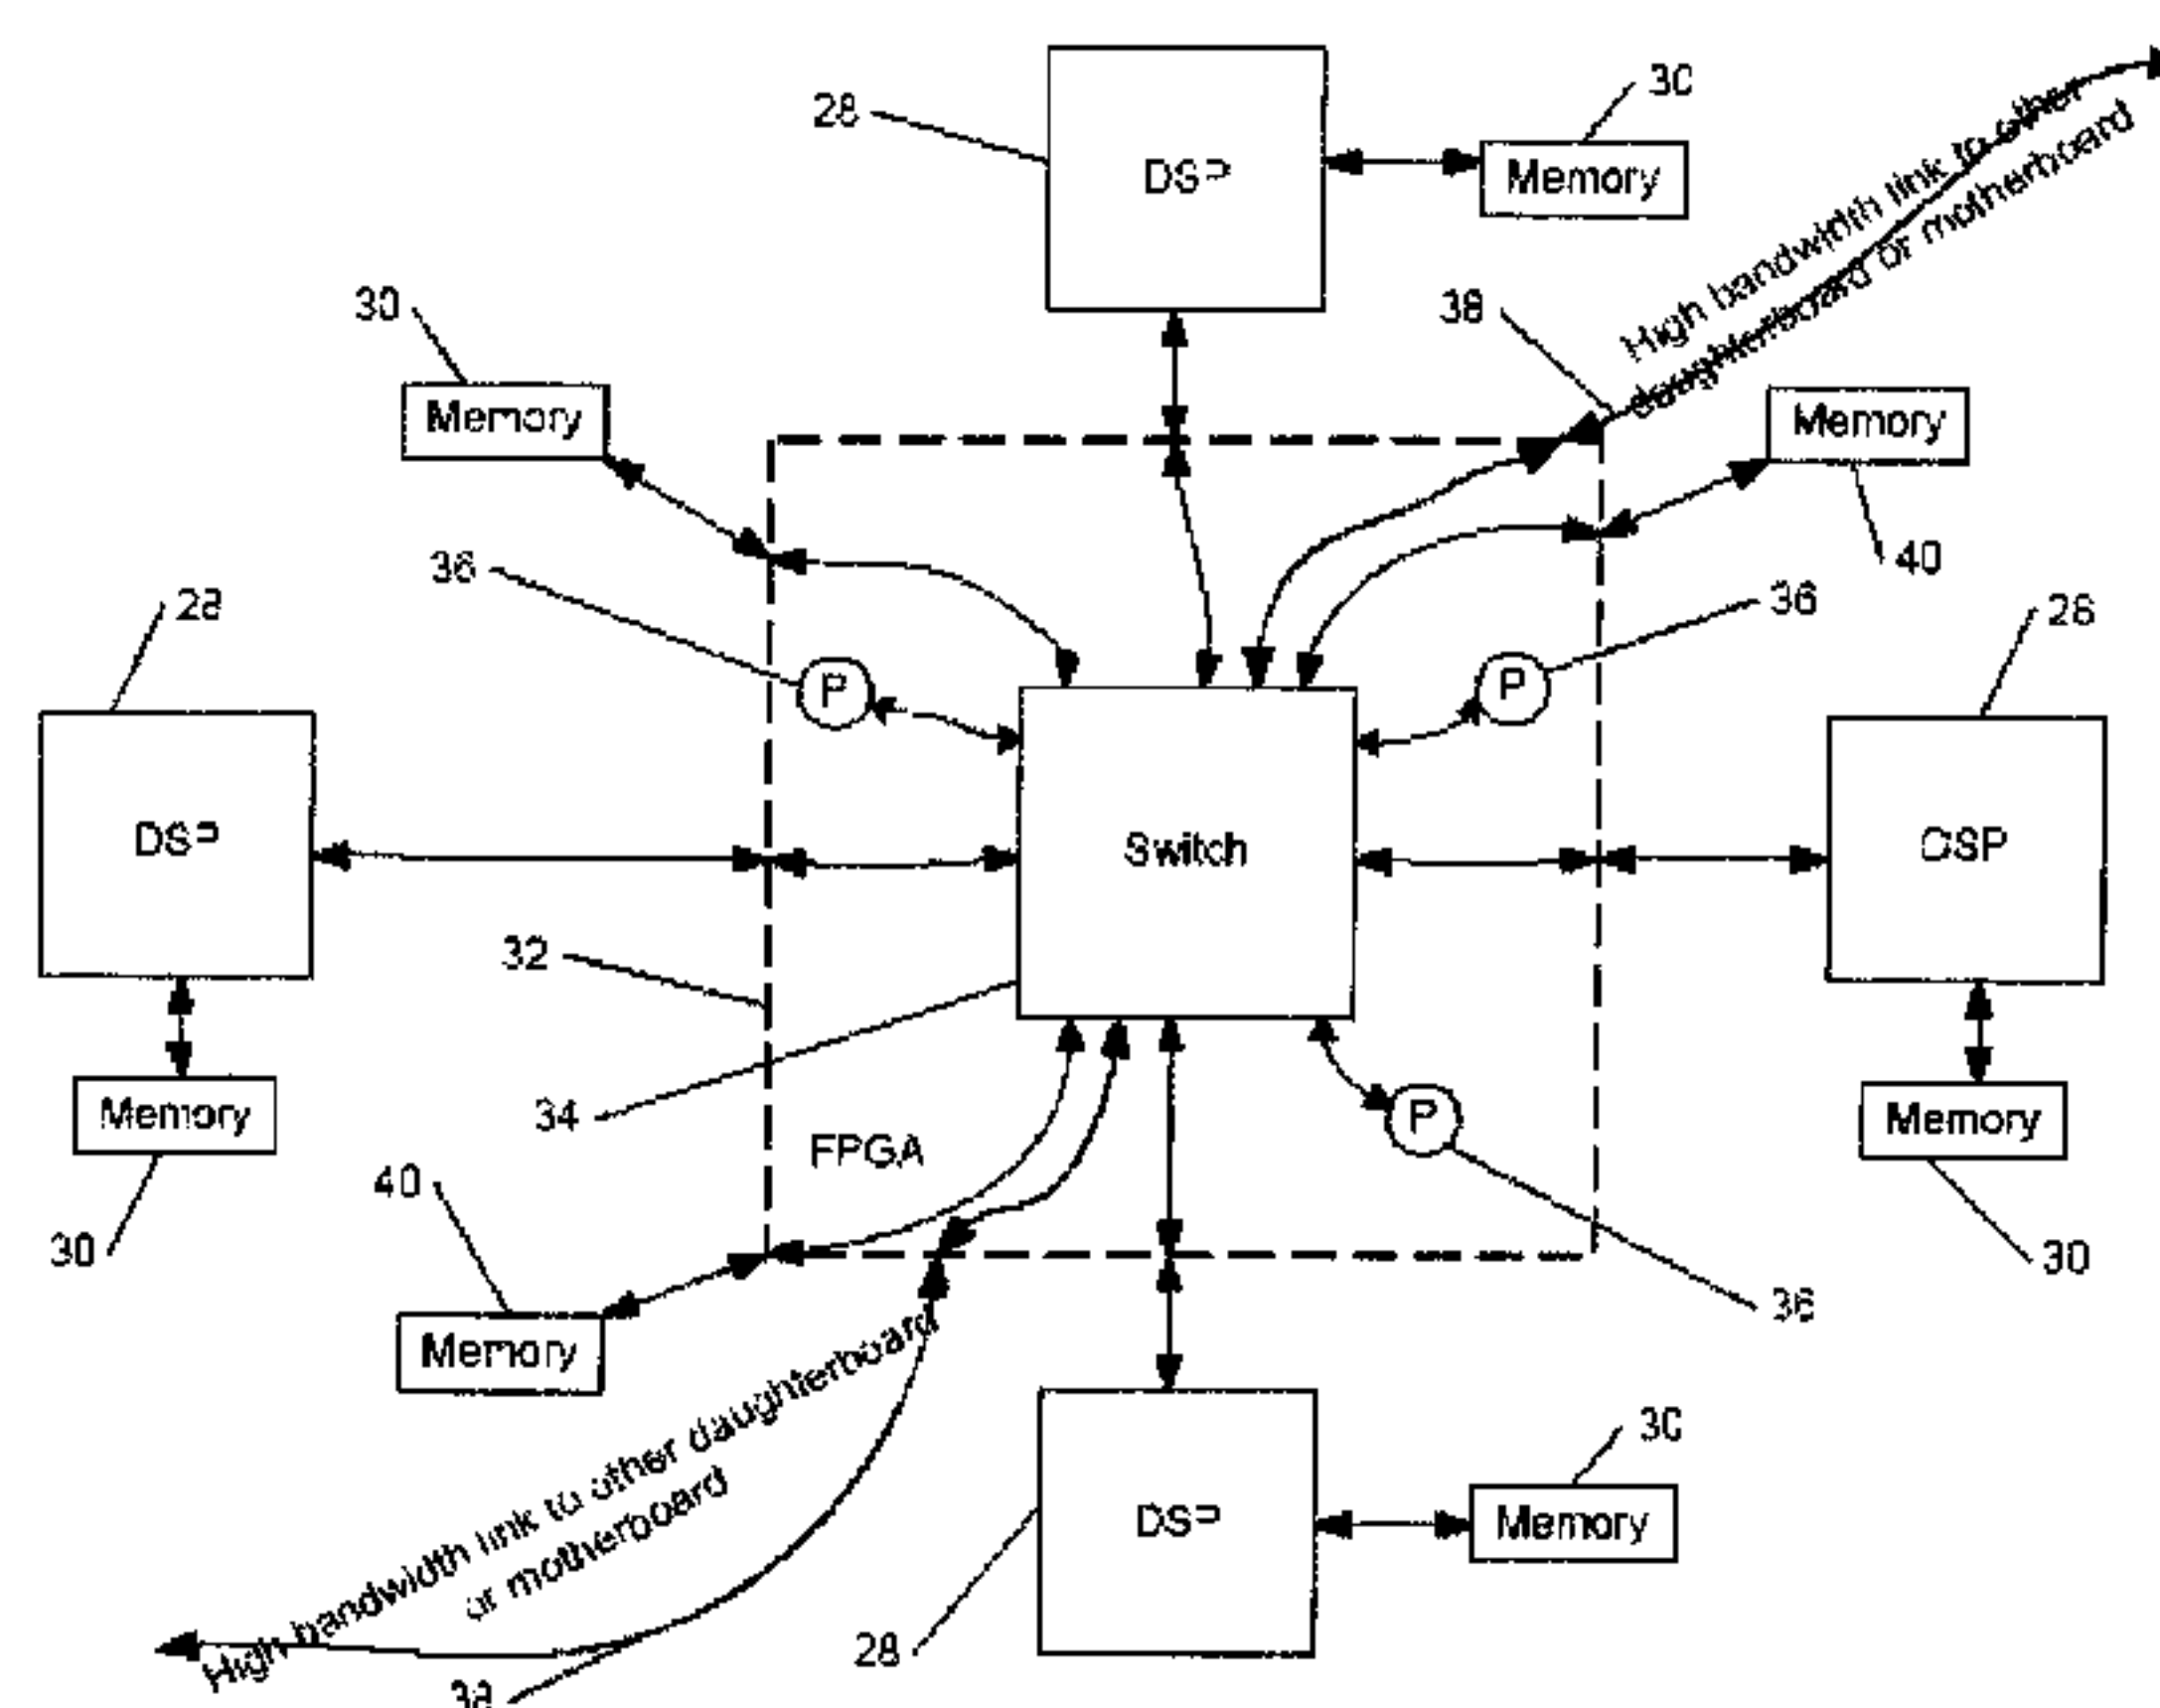 28
30
DSP
Memory
High bandwidth link to other
daughterboard or motherboard
30
38
Memory
Memory
36
40
28
36
28
P
P
DSP
Switch
DSP
32
Memory
34
FPGA
P
Memory
40
30
30
36
Memory
High bandwidth link to other daughterboard
or motherboard
30
DSP
Memory
28
38